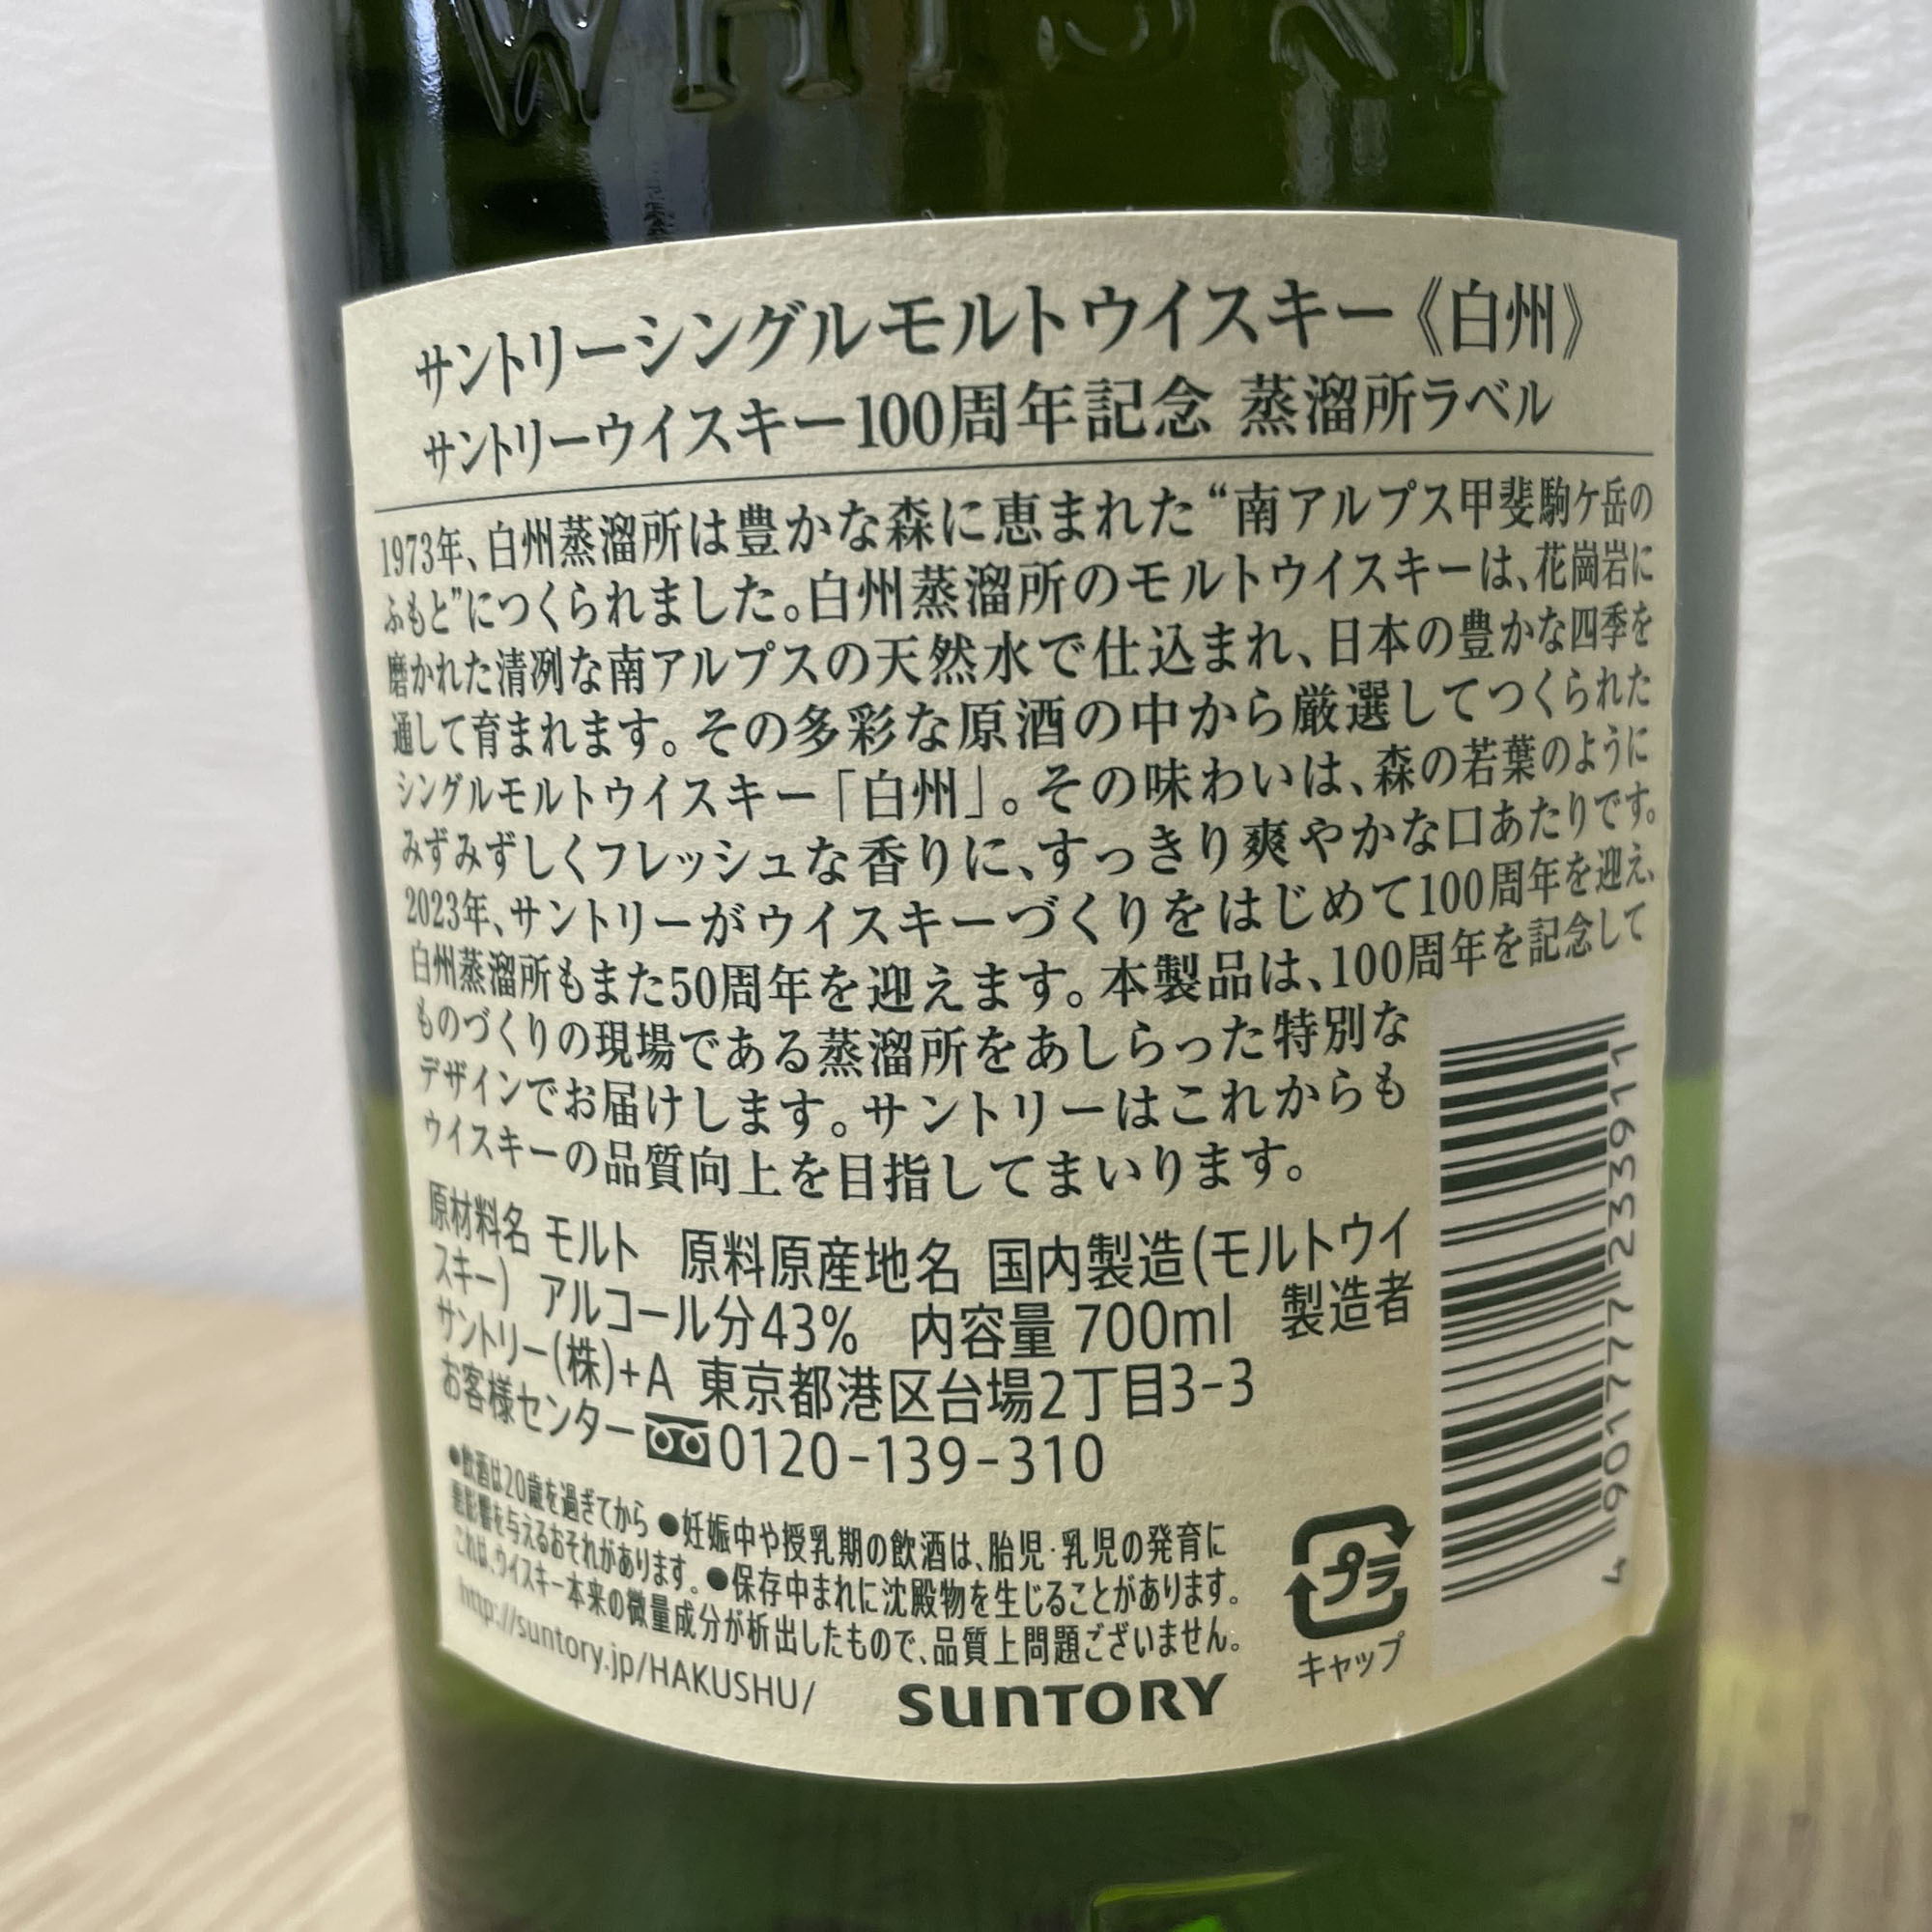 WHISKY
サントリーシングルモルトウイスキー《白州》
サントリーウイスキー100周年記念 蒸溜所ラベル
1973年、白州蒸溜所は豊かな森に恵まれた“南アルプス甲斐駒ケ岳の
ふもと”につくられました。白州蒸溜所のモルトウイスキーは、花崗岩に
磨かれた清冽な南アルプスの天然水で仕込まれ、日本の豊かな四季を
通して育まれます。その多彩な原酒の中から厳選してつくられた
シングルモルトウイスキー「白州」。その味わいは、森の若葉のように
みずみずしくフレッシュな香りに、すっきり爽やかな口あたりです。
2023年、サントリーがウイスキーづくりをはじめて100周年を迎え、
白州蒸溜所もまた50周年を迎えます。本製品は、100周年を記念して
ものづくりの現場である蒸溜所をあしらった特別な
デザインでお届けします。サントリーはこれからも
ウイスキーの品質向上を目指してまいります。
原材料名 モルト 原料原産地名 国内製造(モルトウイ
スキー) アルコール分43% 内容量 700ml 製造者
サントリー(株)+A 東京都港区台場2丁目3-3
お客様センター 0120-139-310
●飲酒は20歳を過ぎてから ●妊娠中や授乳期の飲酒は、胎児・乳児の発育に
悪影響を与えるおそれがあります。●保存中まれに沈殿物を生じることがあります。
これは、ウイスキー本来の微量成分が析出したもので、品質上問題ございません。
http://suntory.jp/HAKUSHU/
SUNTORY
プラ
キャップ
4 901777 233911